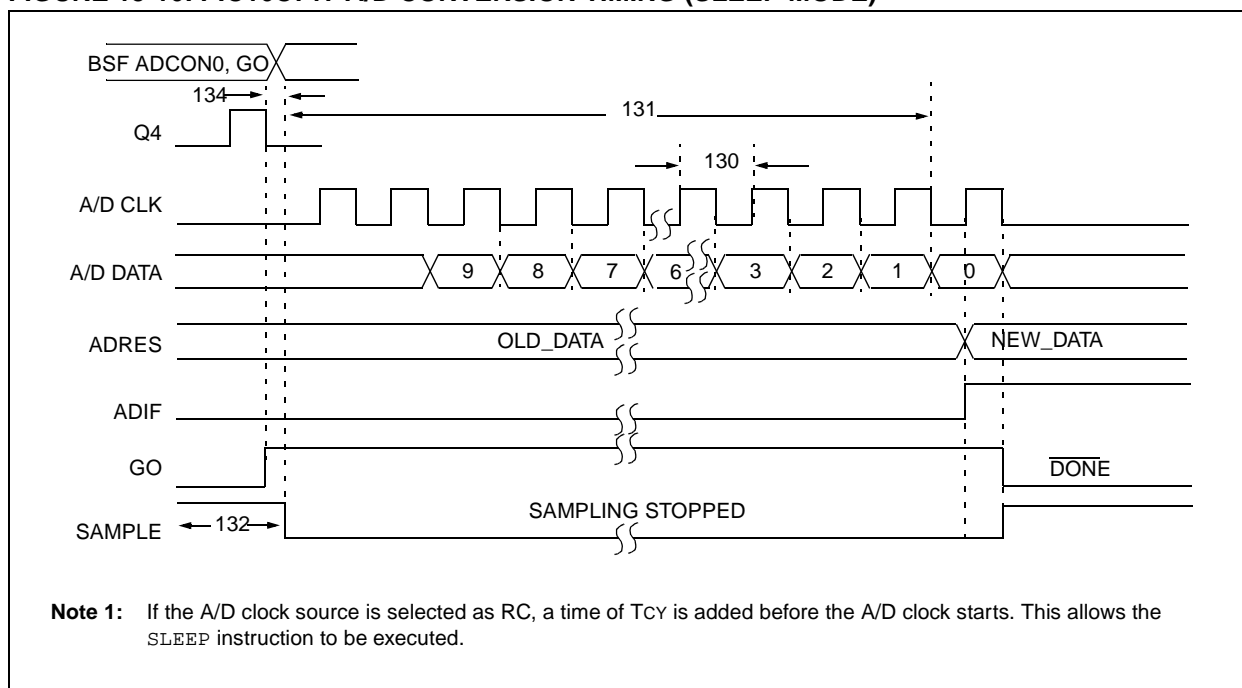 BSF ADCON0, GO
134
131
Q4
130
A/D CLK
A/D DATA
9 8 7 6 3 2 1 0
ADRES
OLD_DATA
NEW_DATA
ADIF
GO
DONE
SAMPLING STOPPED
SAMPLE
132
Note 1: If the A/D clock source is selected as RC, a time of TCY is added before the A/D clock starts. This allows the
SLEEP instruction to be executed.